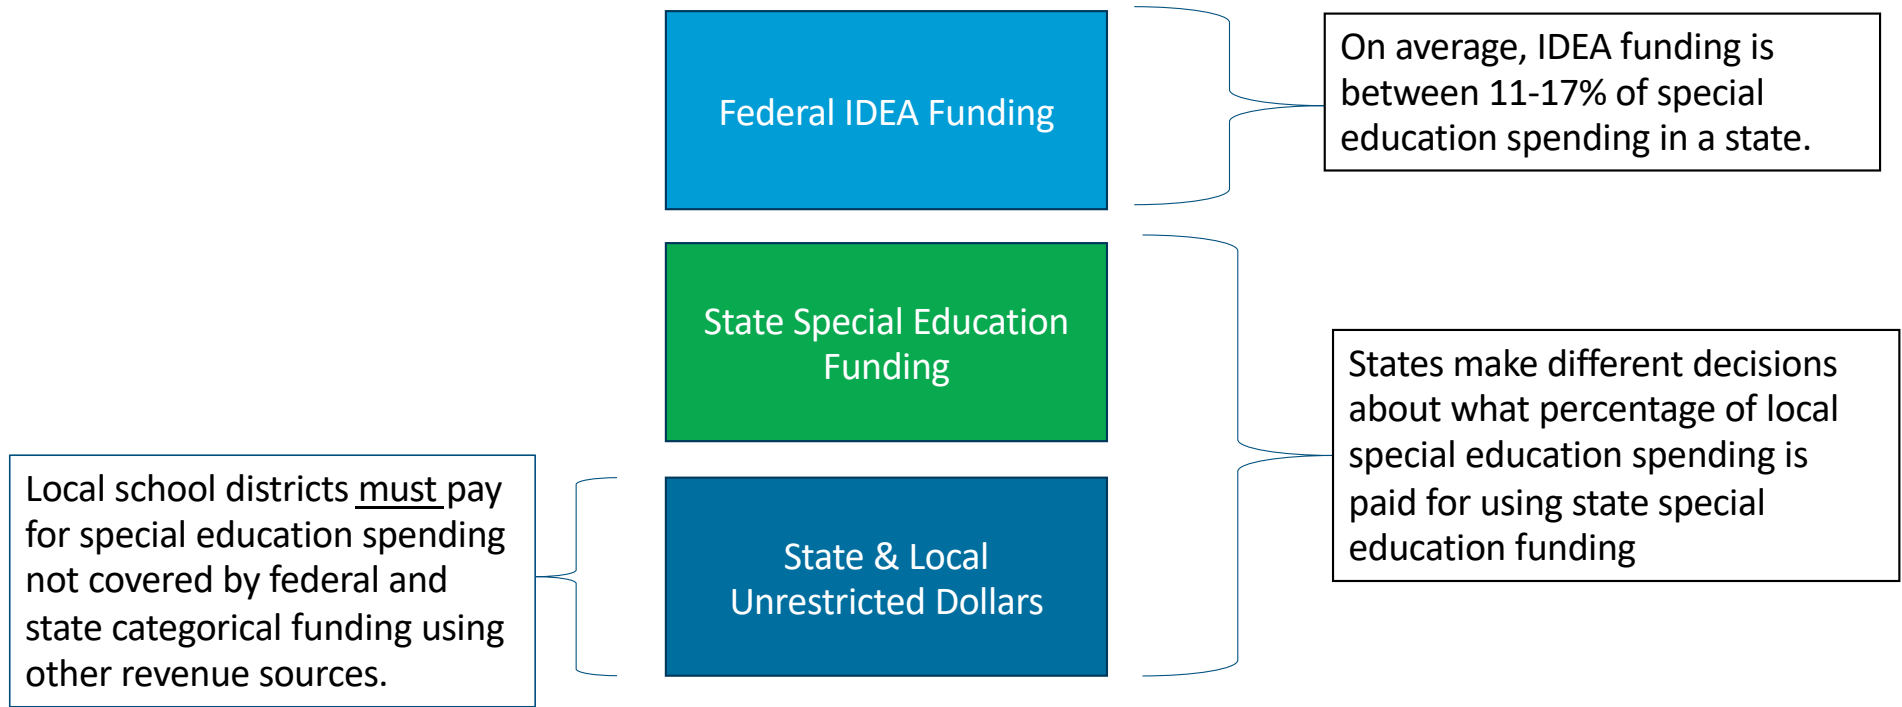 Federal IDEA Funding
On average, IDEA funding is
between 11-17% of special
education spending in a state.
State Special Education
Funding
States make different decisions
about what percentage of local
special education spending is
paid for using state special
education funding
Local school districts must pay
for special education spending
not covered by federal and
state categorical funding using
other revenue sources.
State & Local
Unrestricted Dollars